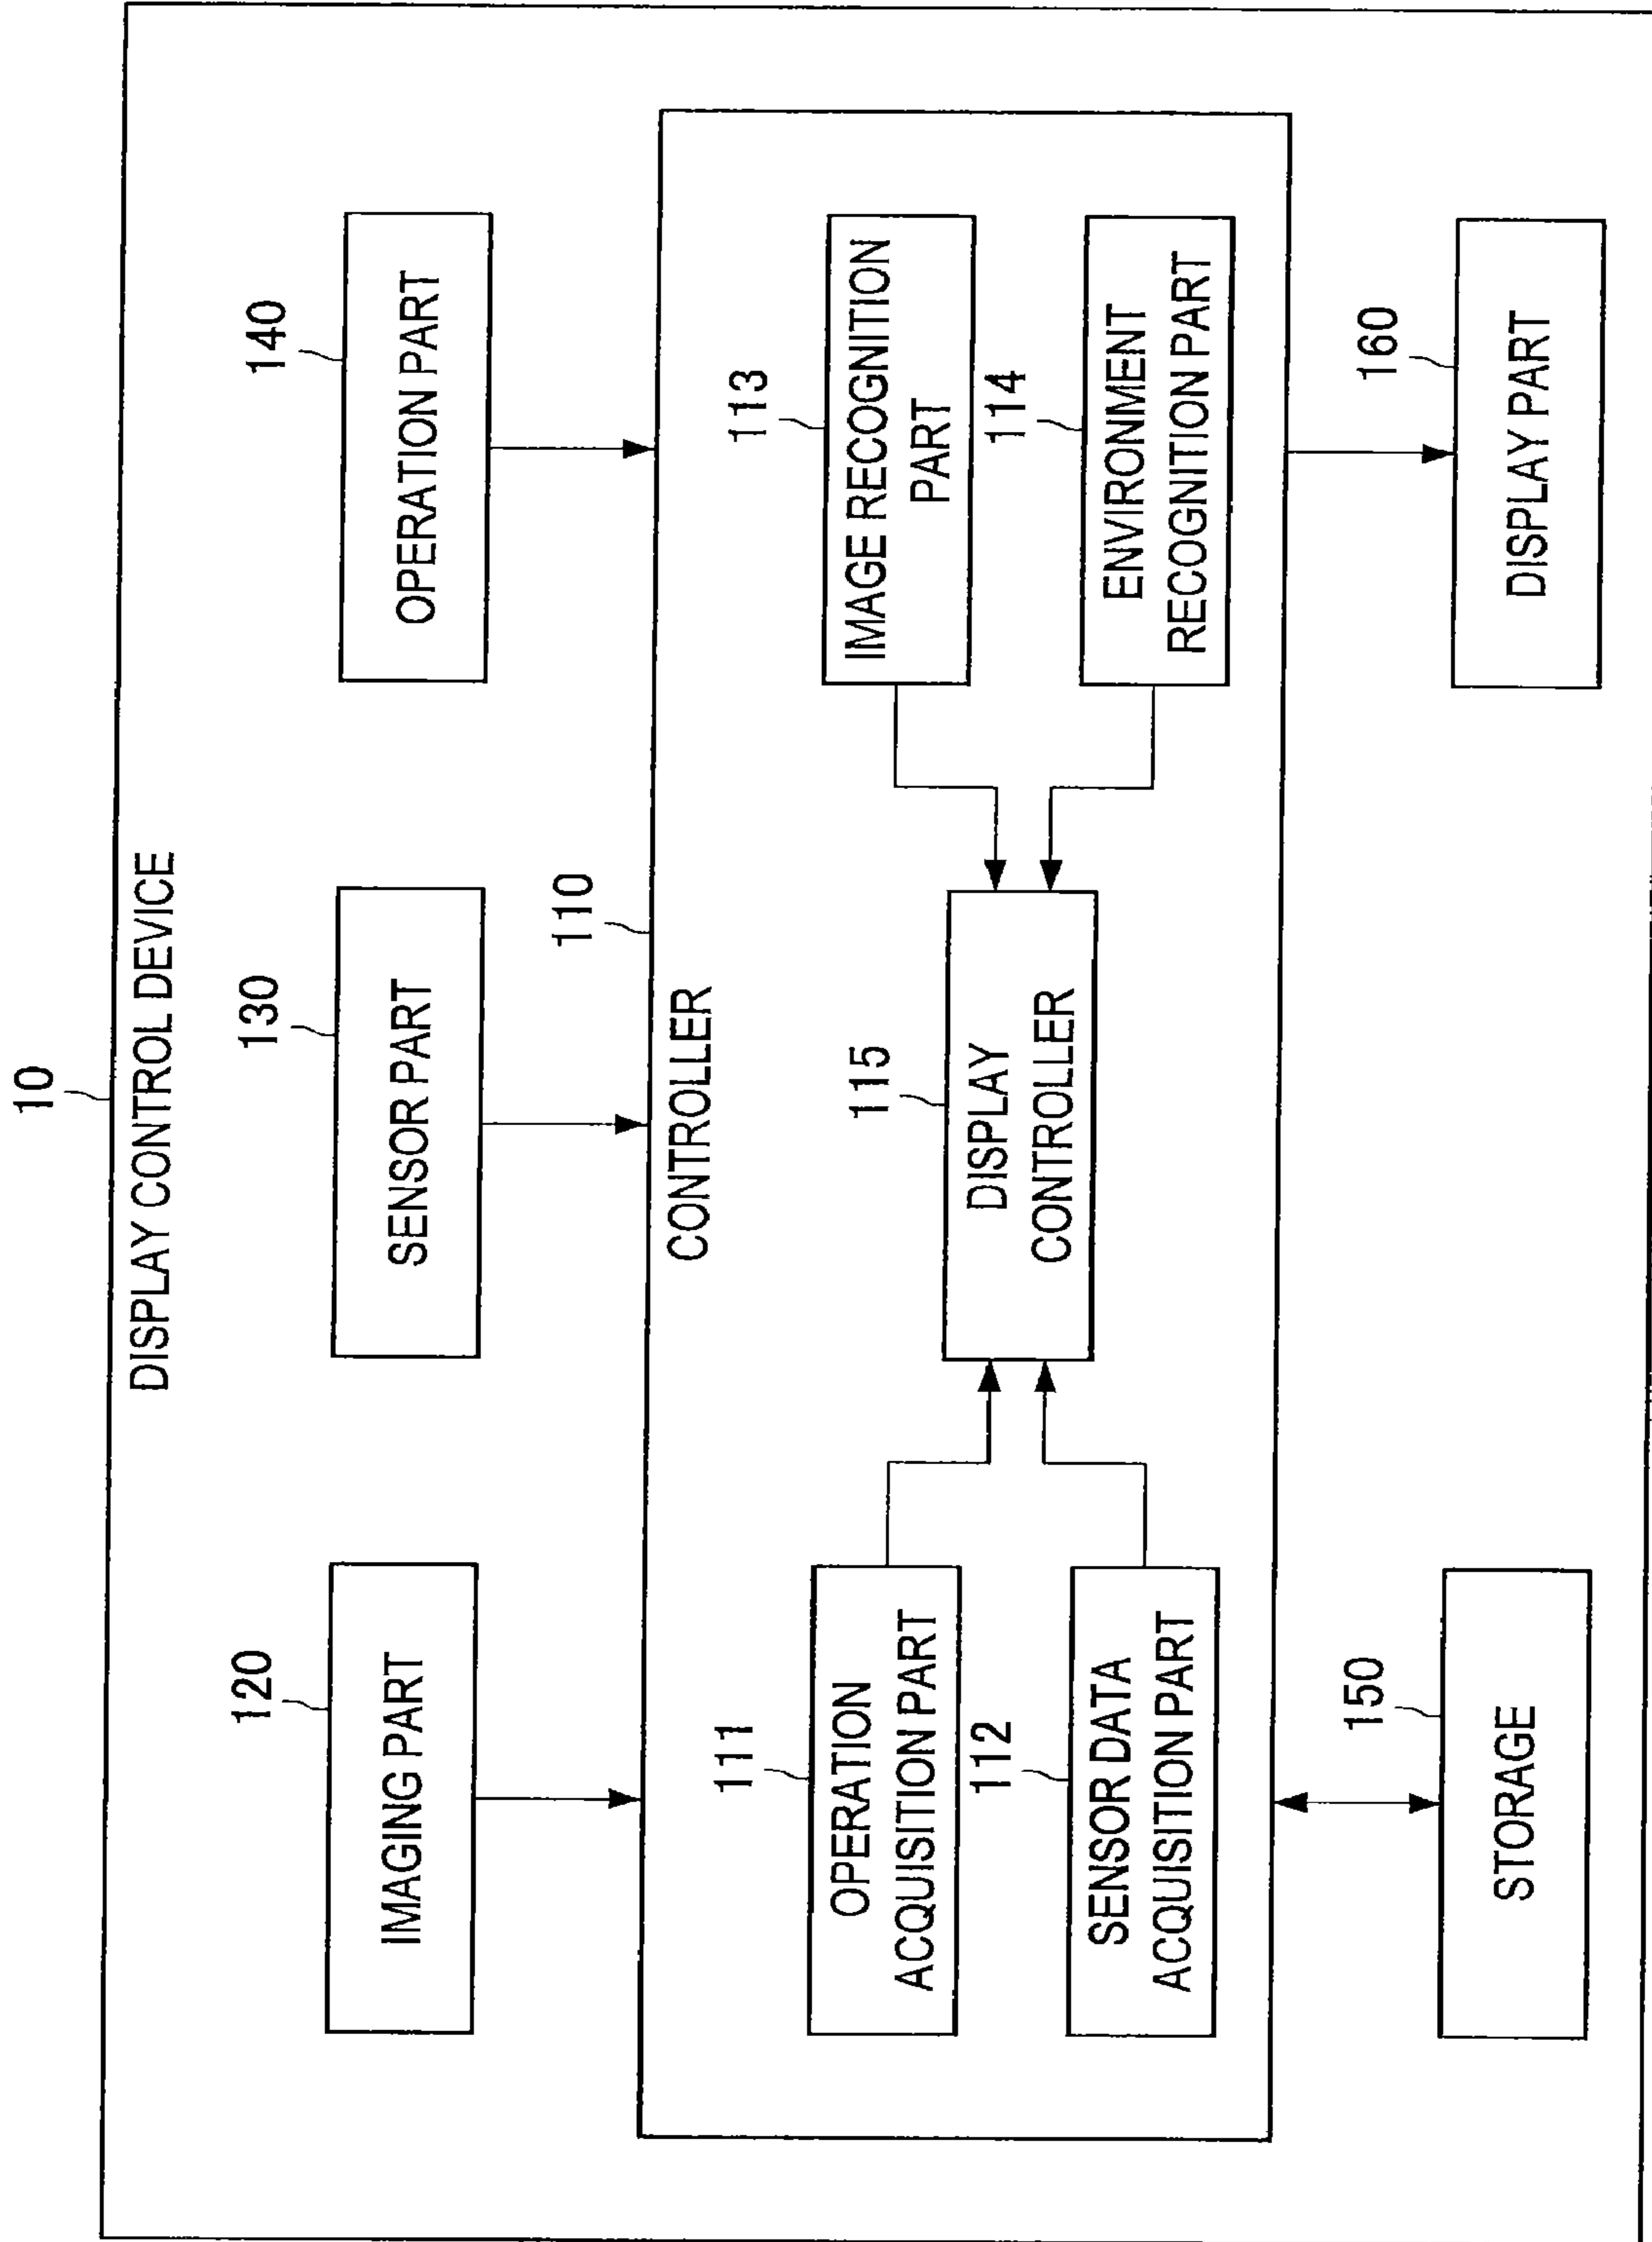 10
DISPLAY CONTROL DEVICE
120
IMAGING PART
130
SENSOR PART
140
OPERATION PART
110
CONTROLLER
111
OPERATION
ACQUISITION PART
112
SENSOR DATA
ACQUISITION PART
115
DISPLAY
CONTROLLER
113
IMAGE RECOGNITION
PART
114
ENVIRONMENT
RECOGNITION PART
150
STORAGE
160
DISPLAY PART